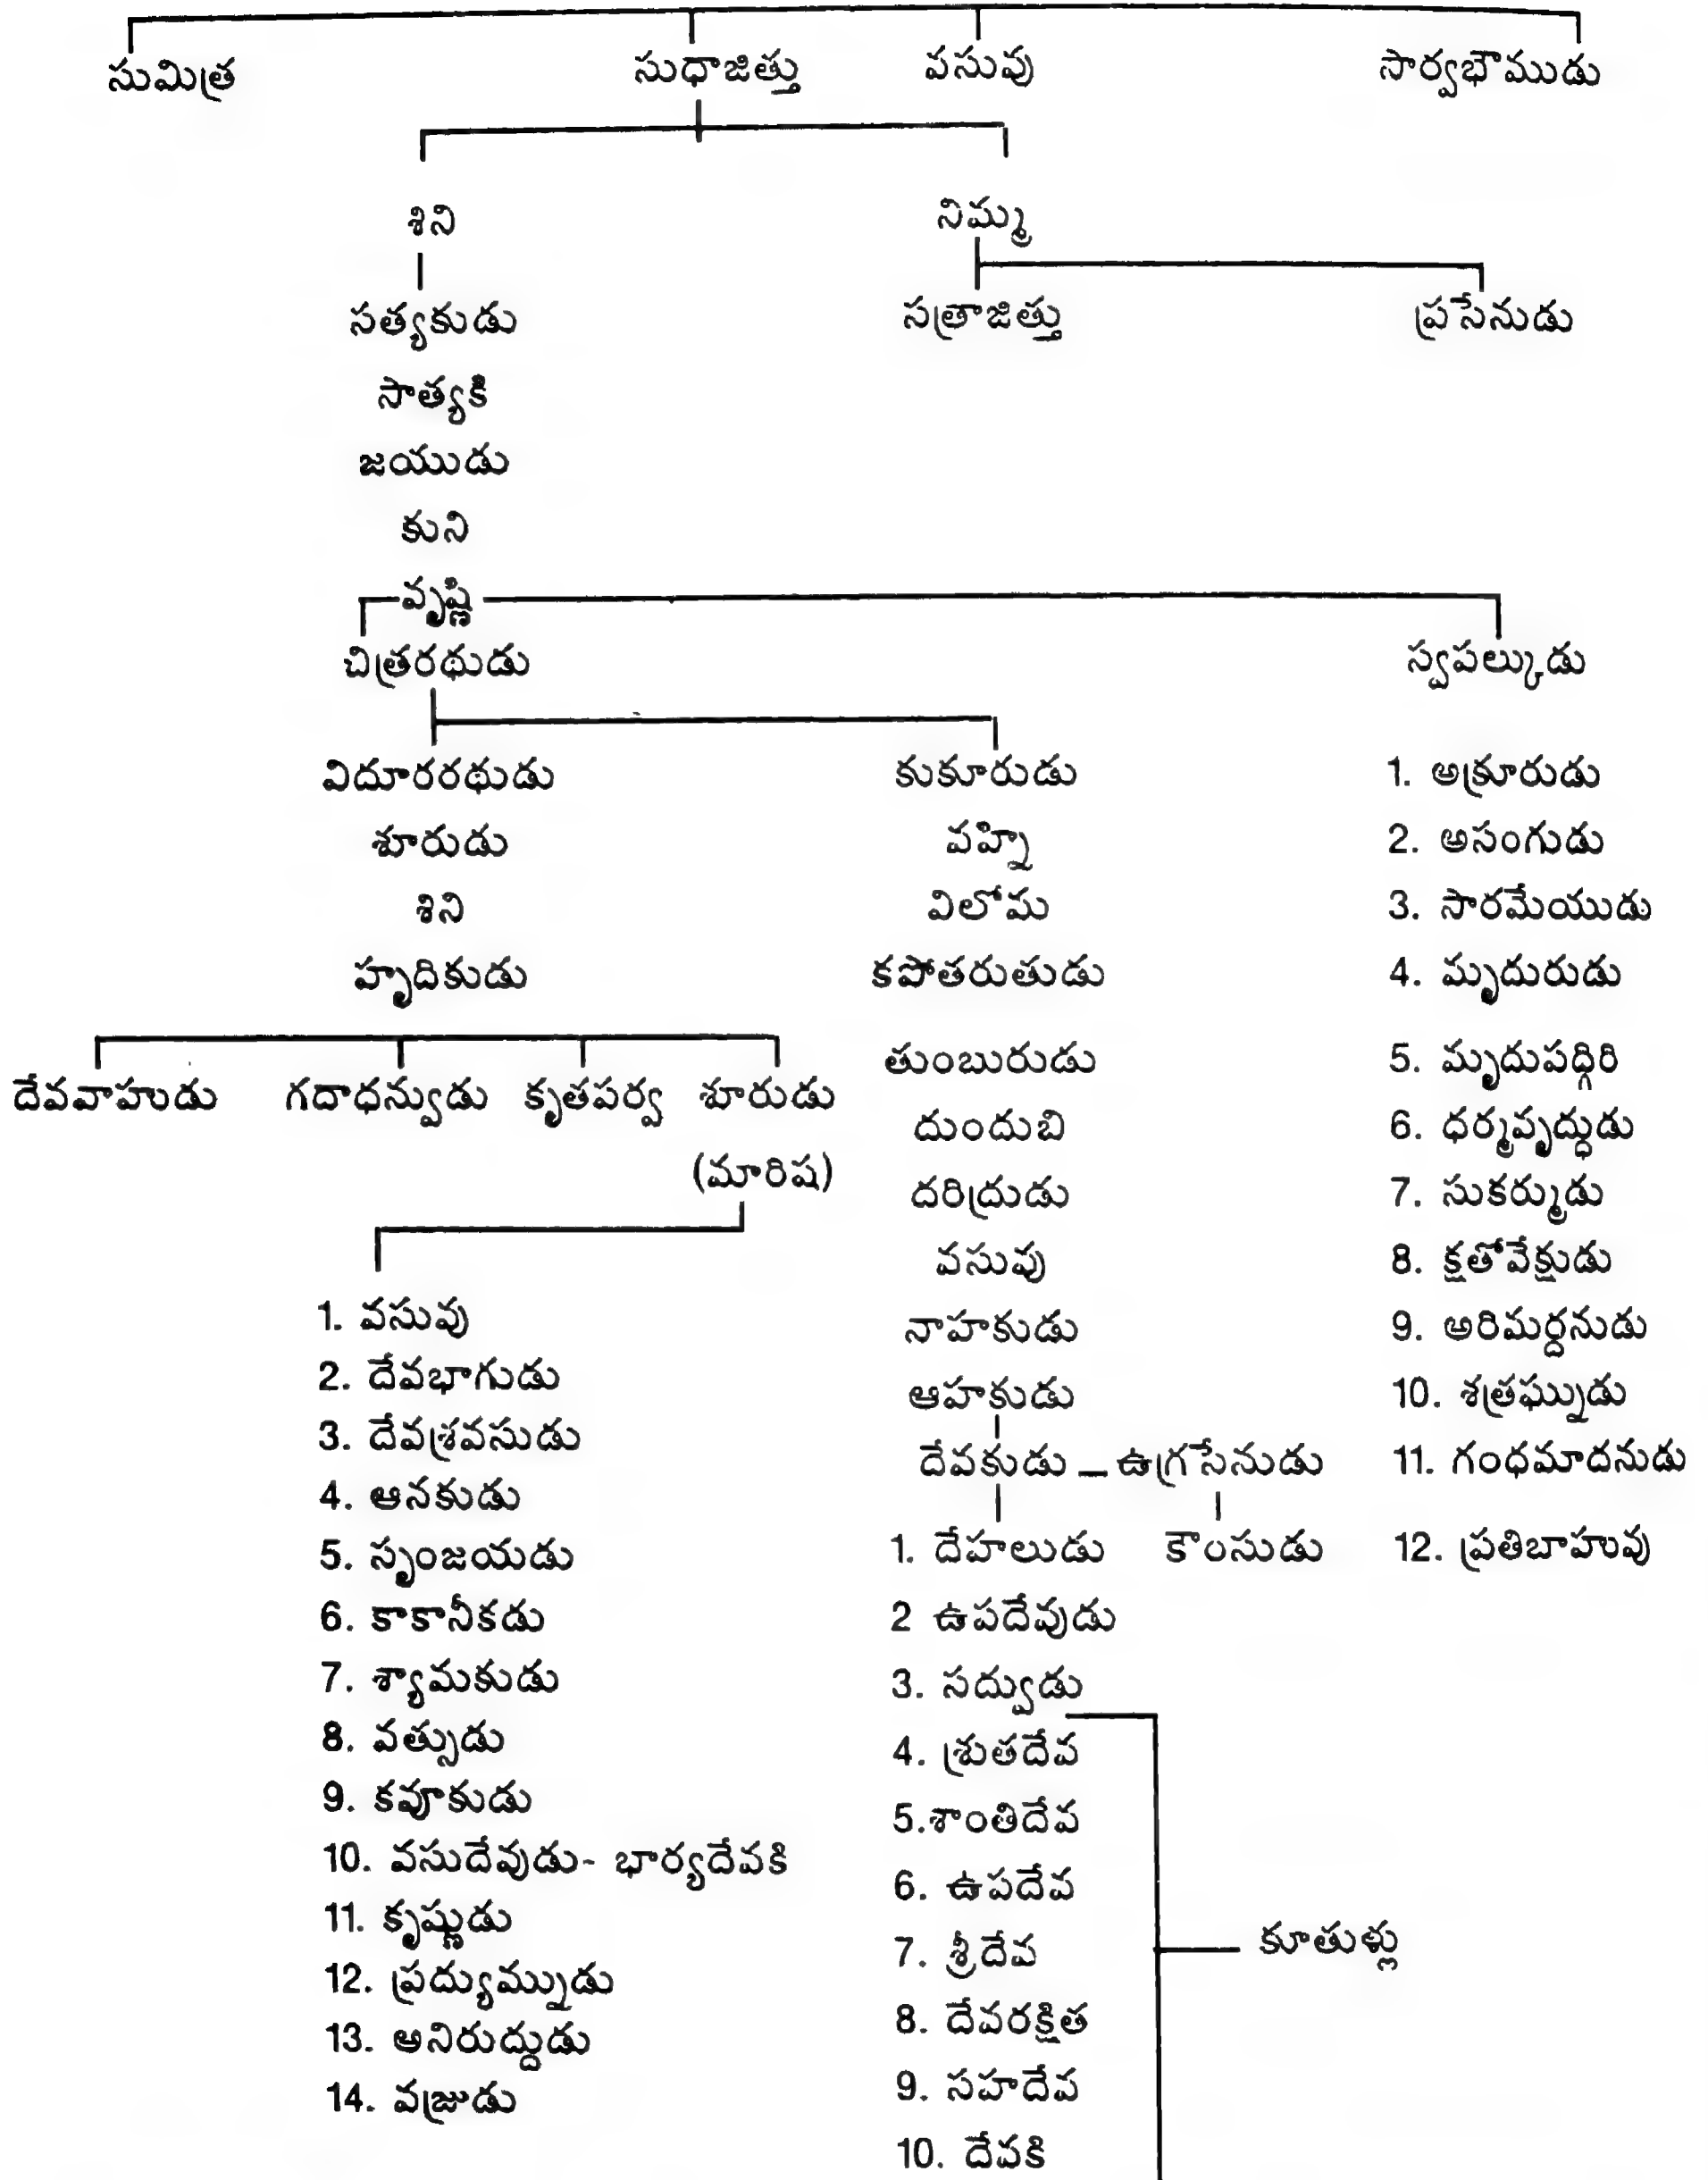 సుమిత్ర సుధాజిత్తు వసువు సార్వభౌముడు
శిని నిమ్మ
సత్యకుడు సత్రాజిత్తు ప్రసేనుడు
సాత్యకి
జయుడు
కుని
వృష్ణి
చిత్రరథుడు స్వపల్కుడు
విదూరరథుడు కుకూరుడు 1. అక్రూరుడు
శూరుడు వహ్ని 2. అసంగుడు
శిని విలోమ 3. సారమేయుడు
హృదికుడు కపోతరుతుడు 4. మృదురుడు
తుంబురుడు 5. మృదుపద్గిరి
దేవవాహుడు గదాధన్వుడు కృతపర్వ శూరుడు
దుందుబి 6. ధర్మవృద్ధుడు
(మారిష)
దరిద్రుడు 7. సుకర్ముడు
వసువు 8. క్షతోవేక్షుడు
1. వసువు నాహకుడు 9. అరిమర్దనుడు
2. దేవభాగుడు ఆహకుడు 10. శత్రఘ్నుడు
3. దేవశ్రవసుడు దేవకుడు – ఉగ్రసేనుడు 11. గంధమాదనుడు
4. ఆనకుడు
5. సృంజయడు 1. దేహలుడు కౌంసుడు 12. ప్రతిబాహువు
6. కాకానీకడు 2 ఉపదేవుడు
7. శ్యామకుడు 3. సద్వుడు
8. వత్సుడు 4. శ్రుతదేవ
9. కవూకుడు 5.శాంతిదేవ
10. వసుదేవుడు- భార్యదేవకి 6. ఉపదేవ
11. కృష్ణుడు 7. శ్రీదేవ కూతుళ్లు
12. ప్రద్యుమ్నుడు 8. దేవరక్షిత
13. అనిరుద్దుడు 9. సహదేవ
14. వజ్రుడు 10. దేవకి